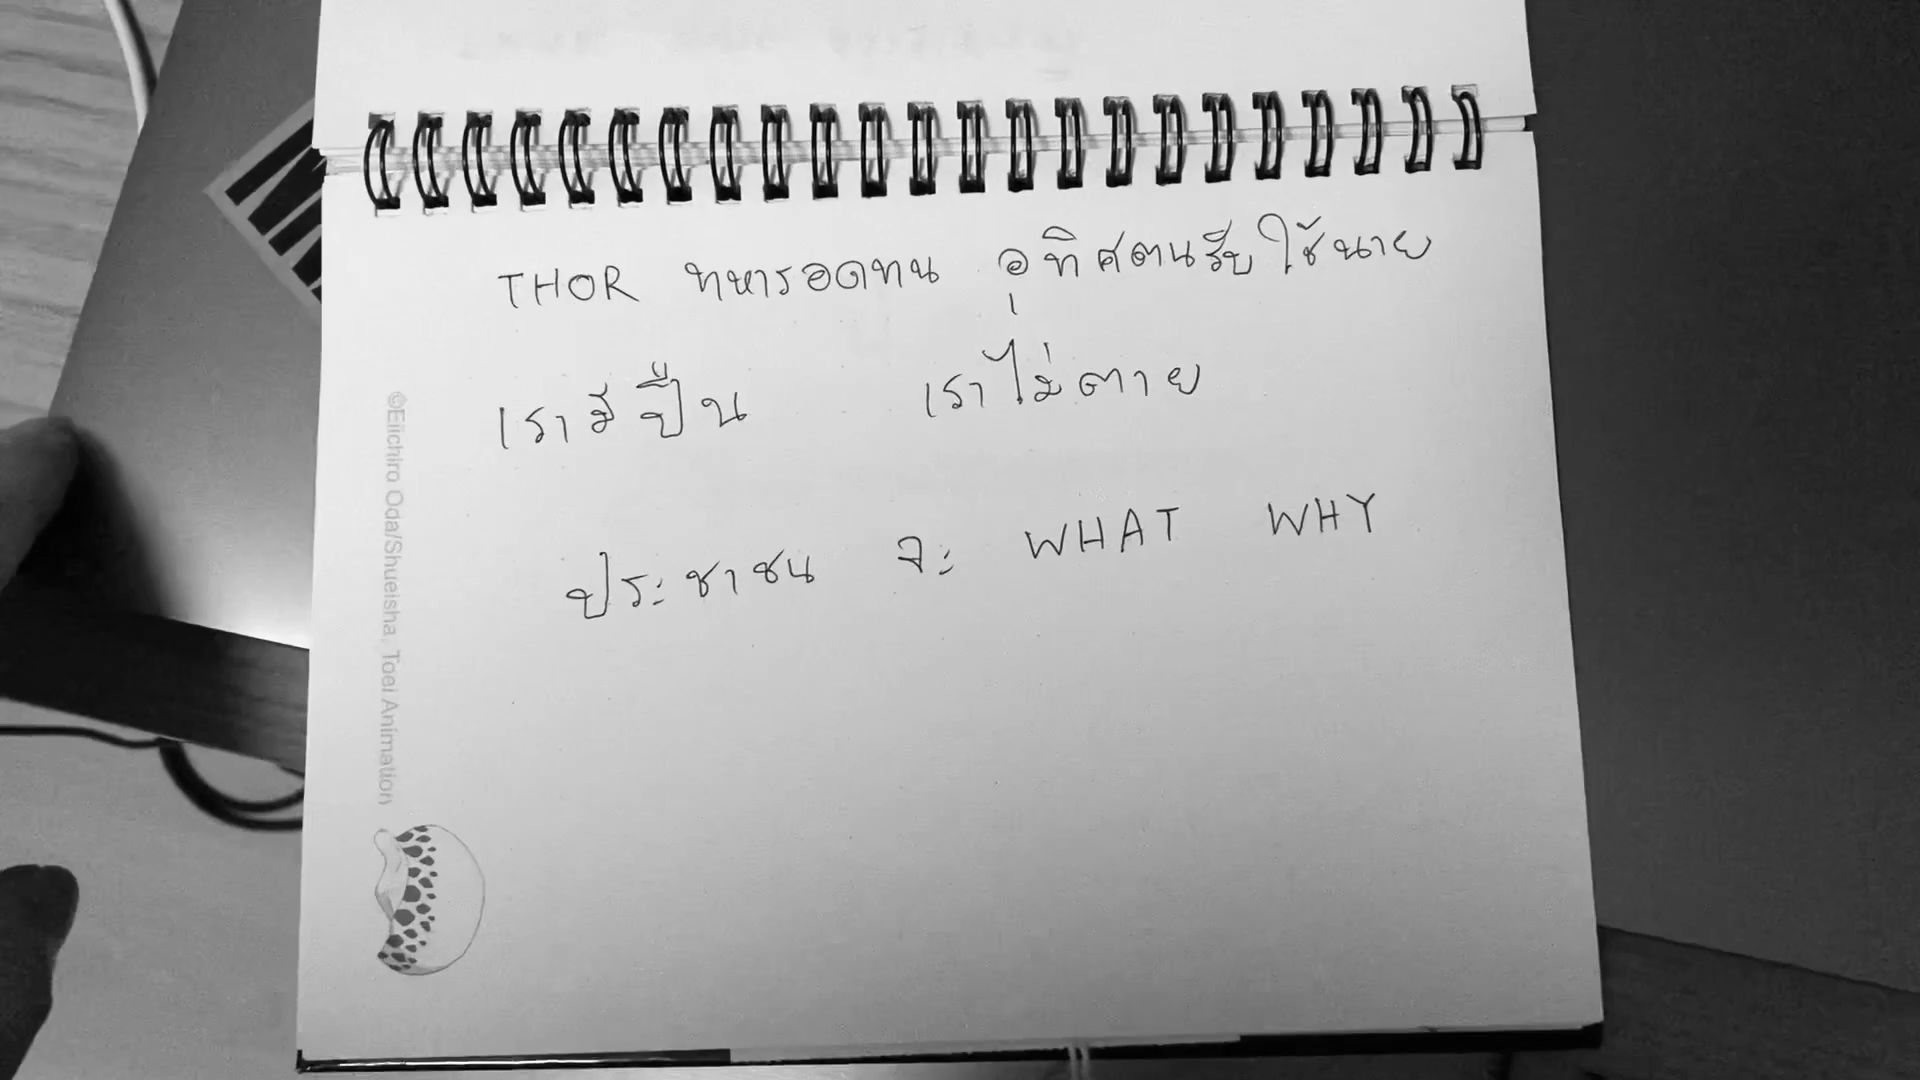 THOR ทหารอดทน อุทิศตนรับใช้นาย
เรามีปืน เราไม่ตาย
ประชาชน จะ WHAT WHY
©Eiichiro Oda/Shueisha, Toei Animation